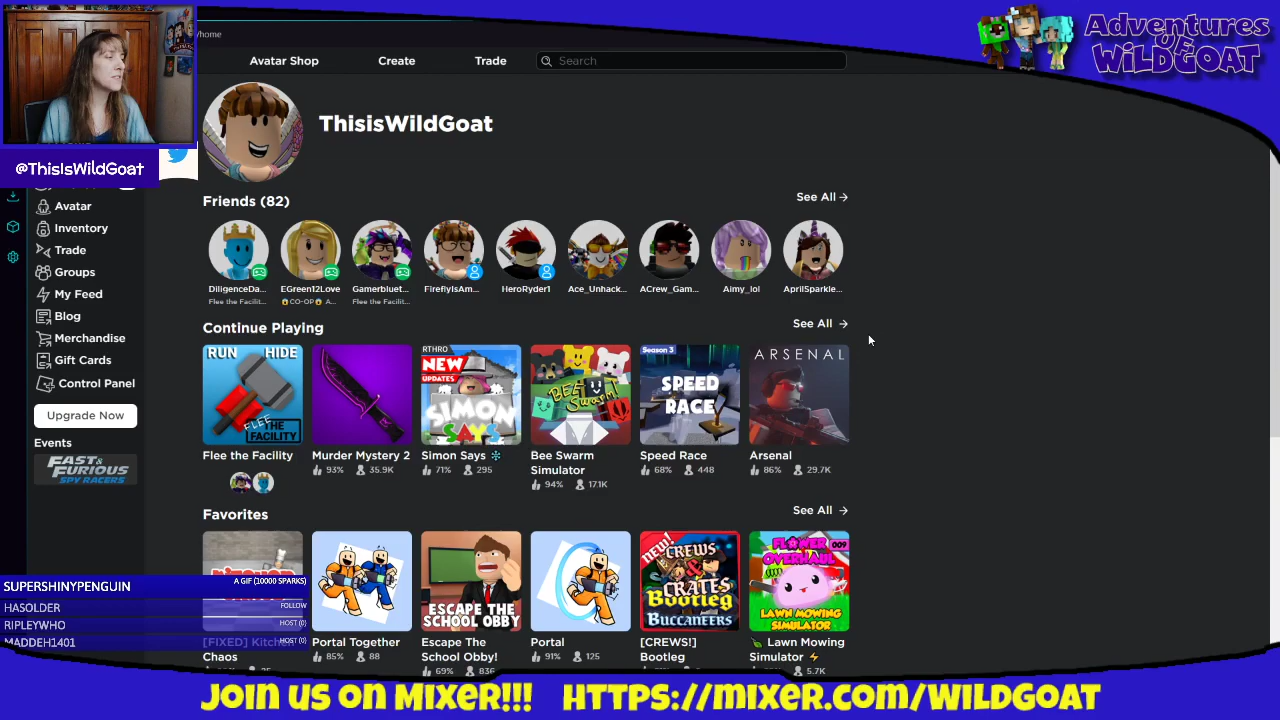 /home
Adventures
OF
WILDGOAT
Avatar Shop
Create
Trade
Search
ThisisWildGoat
@ThisIsWildGoat
Avatar
Inventory
Trade
Groups
My Feed
Blog
Merchandise
Gift Cards
Control Panel
Upgrade Now
Events
FAST &
FURIOUS
SPY RACERS
Friends (82)
See All →
DiligenceDa...
EGreen12Love
Gamerbluet...
FireflyIsAm...
HeroRyder1
Ace_Unhack...
ACrew_Gam...
Aimy_lol
AprilSparkle...
Flee the Facilit...
CO-OP A...
Flee the Facilit...
Continue Playing
See All →
RUN HIDE
FLEE THE FACILITY
RTHRO
NEW
UPDATES
SIMON
SAYS
BEE Swarm
Season 3
SPEED
RACE
ARSENAL
Flee the Facility
Murder Mystery 2
93% 35.9K
Simon Says
71% 295
Bee Swarm
Simulator
94% 17.1K
Speed Race
68% 448
Arsenal
86% 29.7K
Favorites
See All →
ESCAPE THE
SCHOOL OBBY
NEW!
CREWS
& CRATES
Bootleg
BUCCANEERS
FLOWER 009
OVERHAUL
LAWN MOWING
SIMULATOR
[FIXED] Kitchen
Chaos
Portal Together
85% 88
Escape The
School Obby!
69% 836
Portal
91% 125
[CREWS!]
Bootleg
Lawn Mowing
Simulator
5.7K
SUPERSHINYPENGUIN
A GIF (10000 SPARKS)
HASOLDER
FOLLOW
RIPLEYWHO
HOST (0)
MADDEH1401
HOST (0)
JOIN US ON MIXER!!! HTTPS://MIXER.COM/WILDGOAT